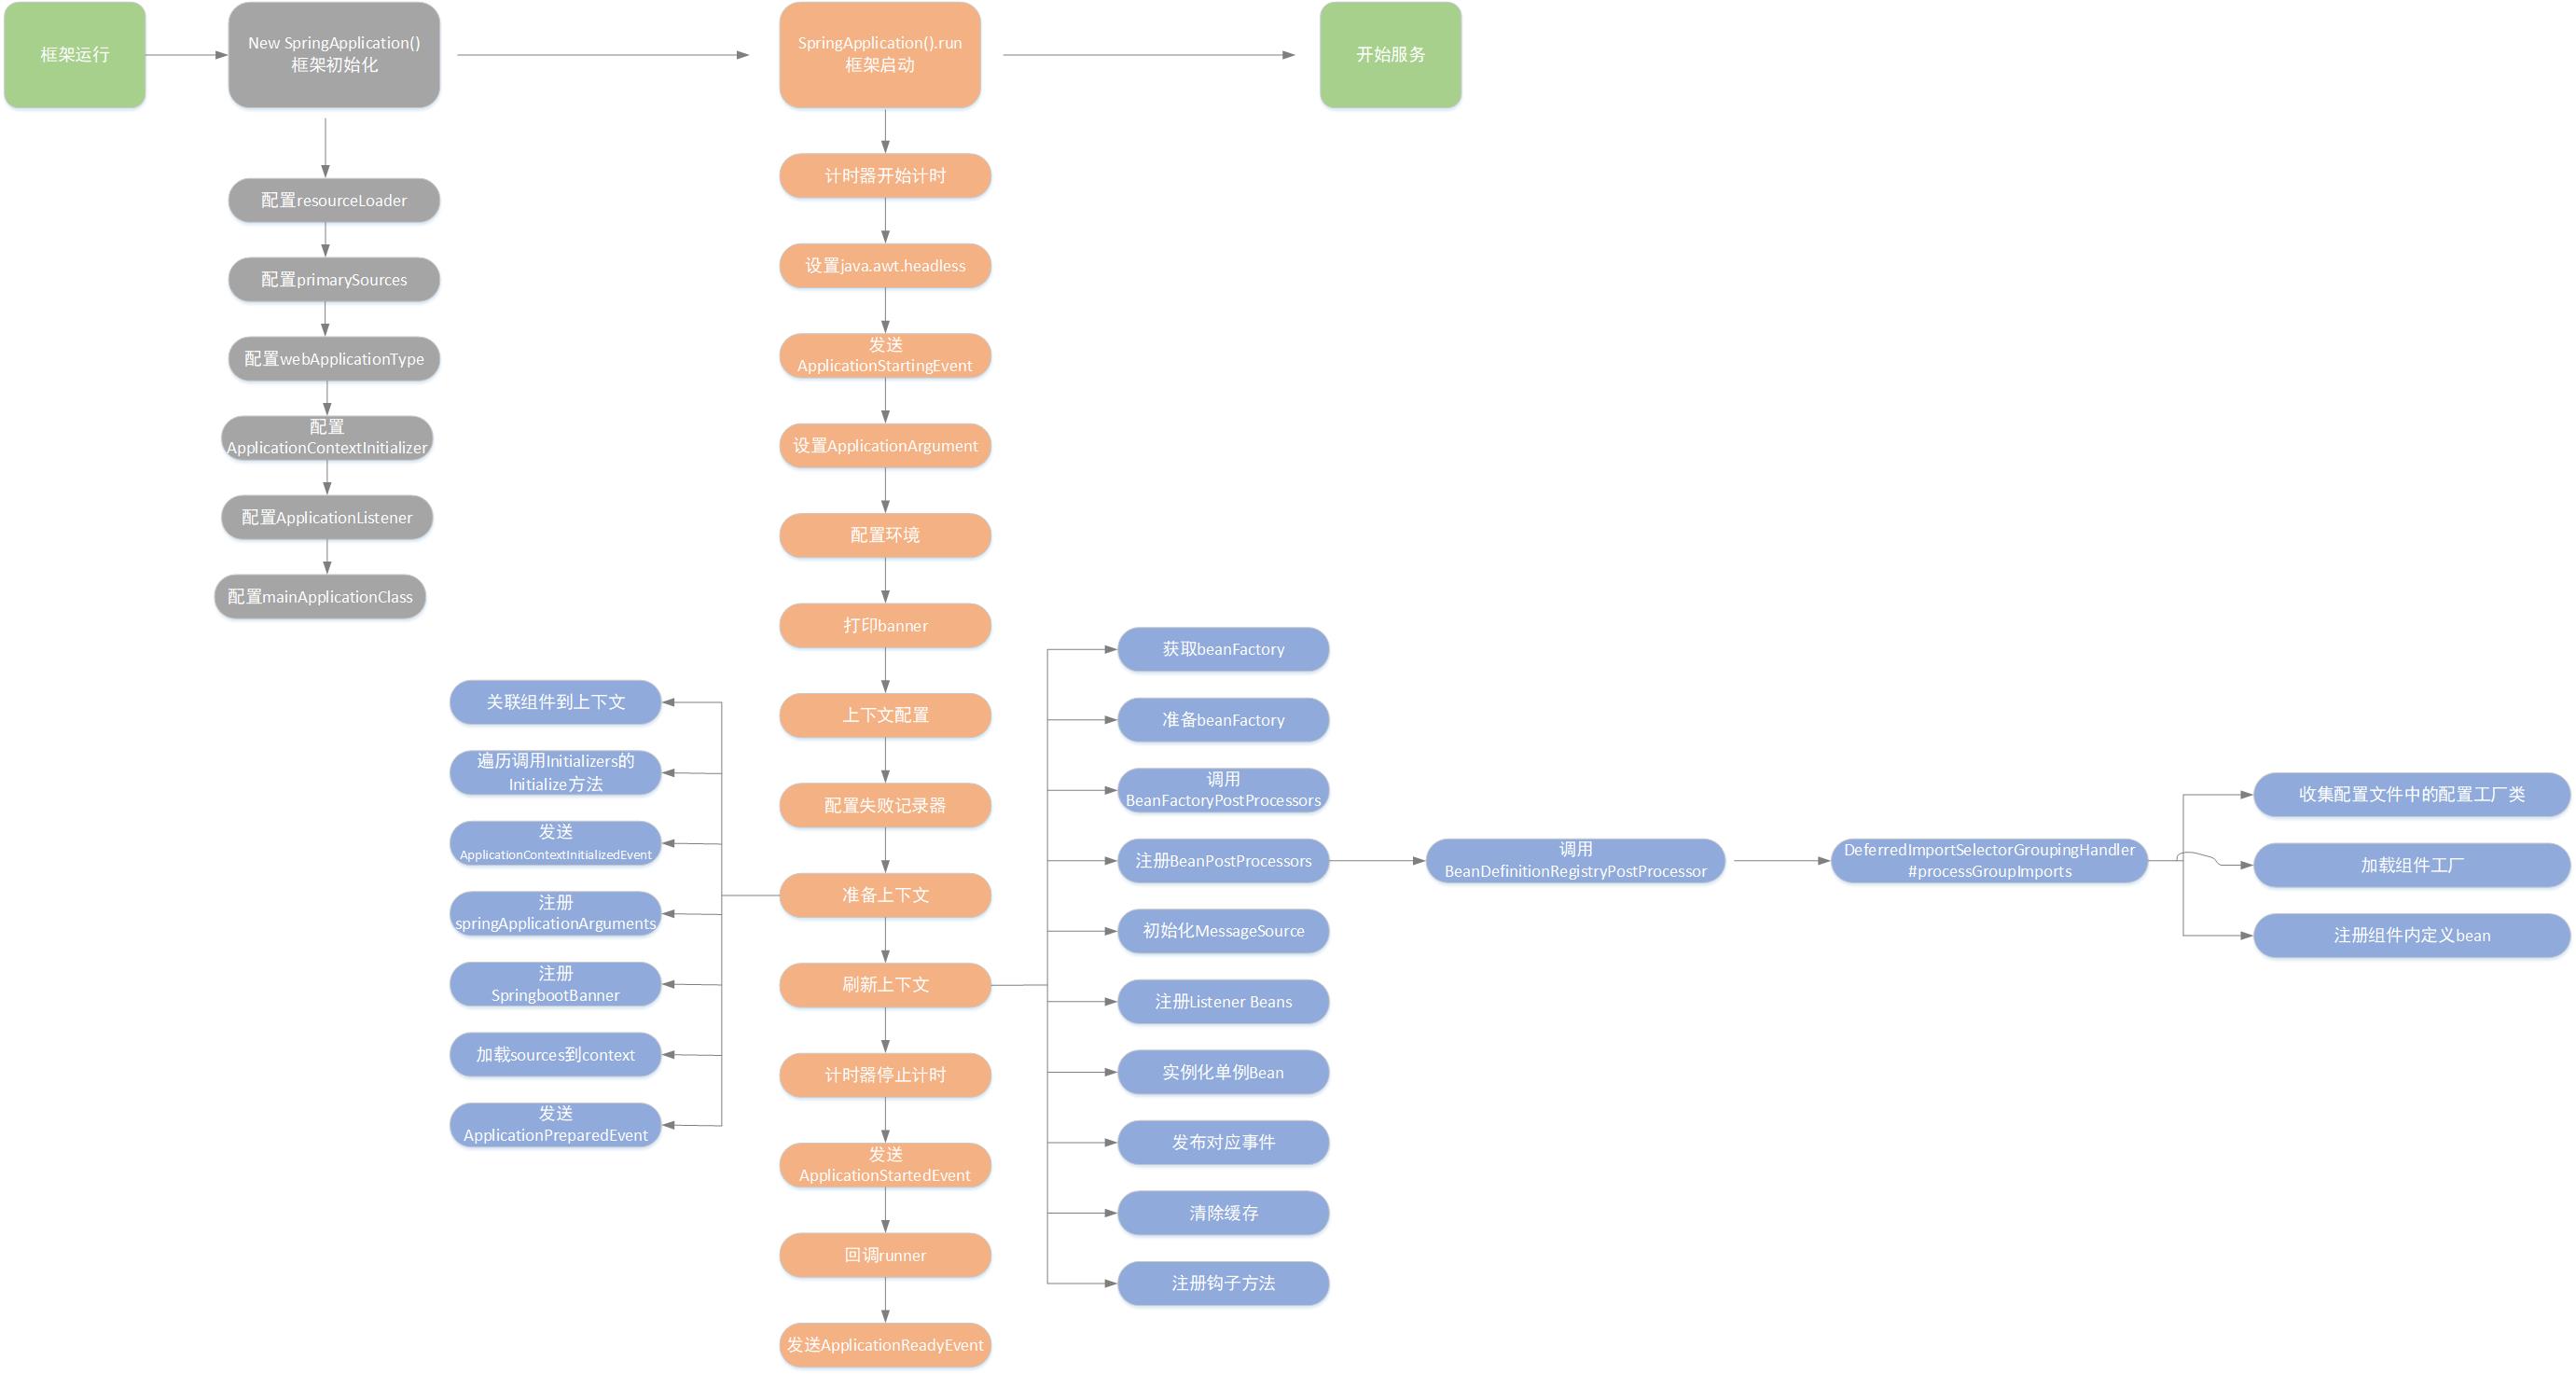 框架运行
New SpringApplication()
框架初始化
SpringApplication().run
框架启动
开始服务
配置resourceLoader
配置primarySources
配置webApplicationType
配置
ApplicationContextInitializer
配置ApplicationListener
配置mainApplicationClass
计时器开始计时
设置java.awt.headless
发送
ApplicationStartingEvent
设置ApplicationArgument
配置环境
打印banner
上下文配置
配置失败记录器
准备上下文
刷新上下文
计时器停止计时
发送
ApplicationStartedEvent
回调runner
发送ApplicationReadyEvent
关联组件到上下文
遍历调用Initializers的
Initialize方法
发送
ApplicationContextInitializedEvent
注册
springApplicationArguments
注册
SpringbootBanner
加载sources到context
发送
ApplicationPreparedEvent
获取beanFactory
准备beanFactory
调用
BeanFactoryPostProcessors
注册BeanPostProcessors
初始化MessageSource
注册Listener Beans
实例化单例Bean
发布对应事件
清除缓存
注册钩子方法
调用
BeanDefinitionRegistryPostProcessor
DeferredImportSelectorGroupingHandler
#processGroupImports
收集配置文件中的配置工厂类
加载组件工厂
注册组件内定义bean